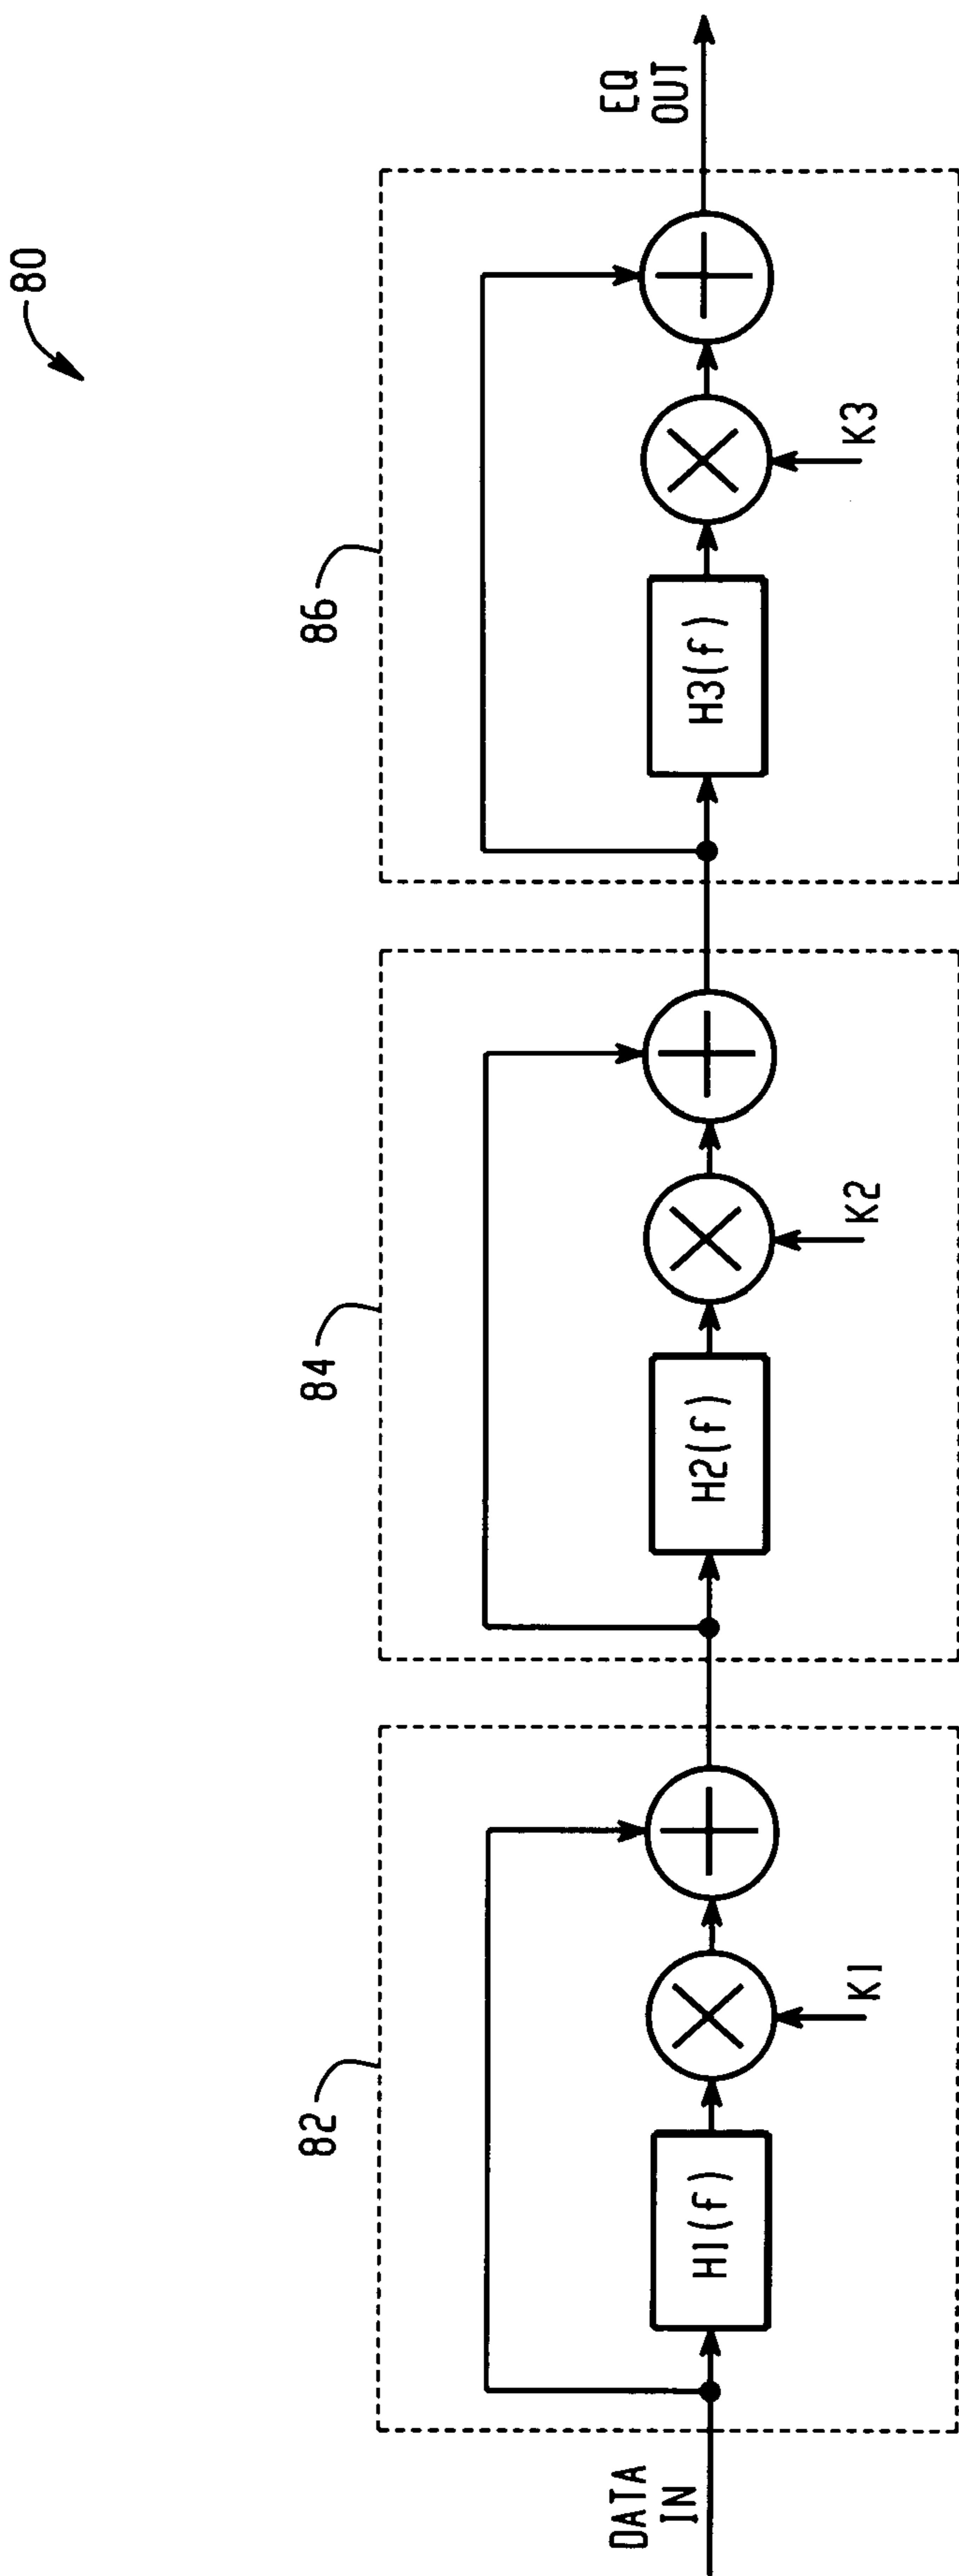 80
82
84
86
DATA
IN
H1(f)
K1
H2(f)
K2
H3(f)
K3
EQ
OUT